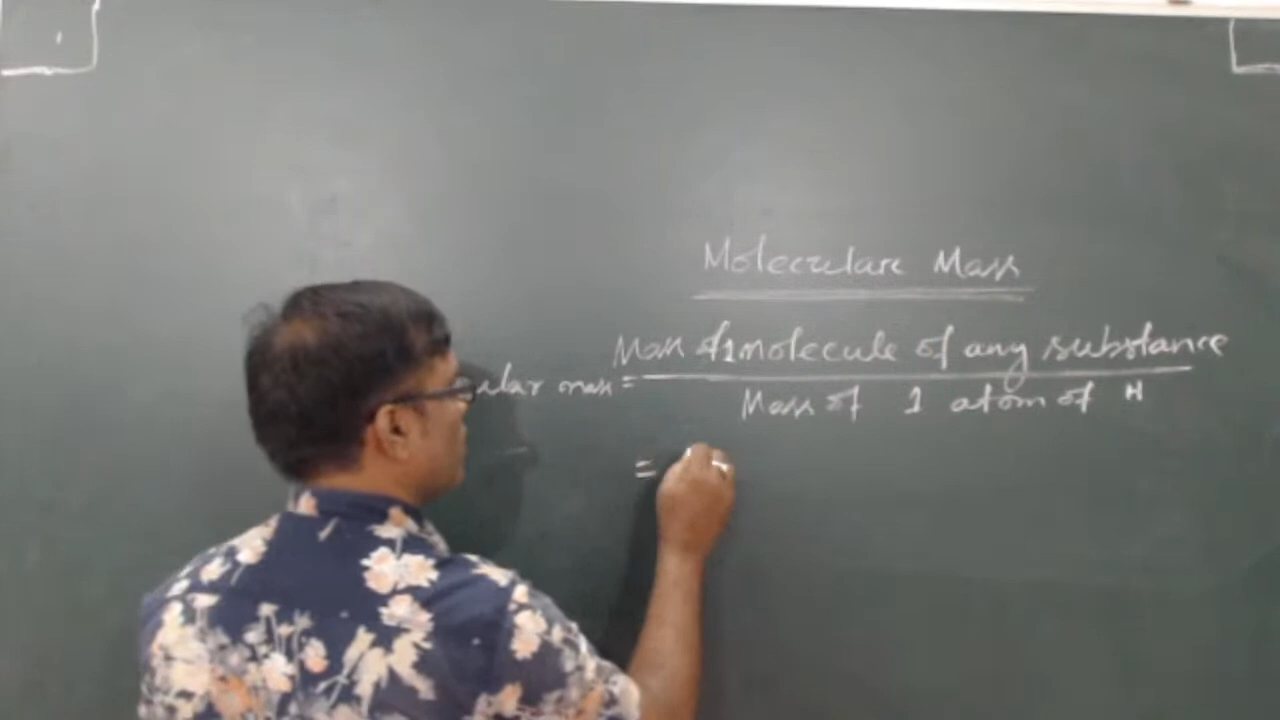 Moleculare Mass
Mass of 1 molecule of any substance
ular mass =
Mass of 1 atom of H
=